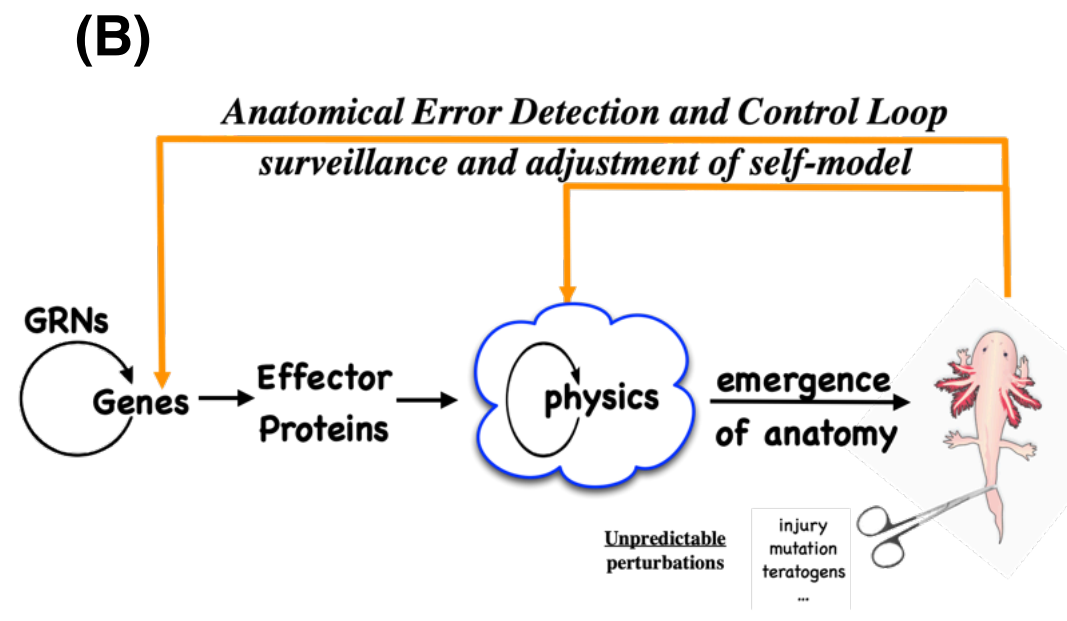 (B)
Anatomical Error Detection and Control Loop
surveillance and adjustment of self-model
GRNs
Genes
Effector
Proteins
physics
emergence
of anatomy
Unpredictable
perturbations
injury
mutation
teratogens
...